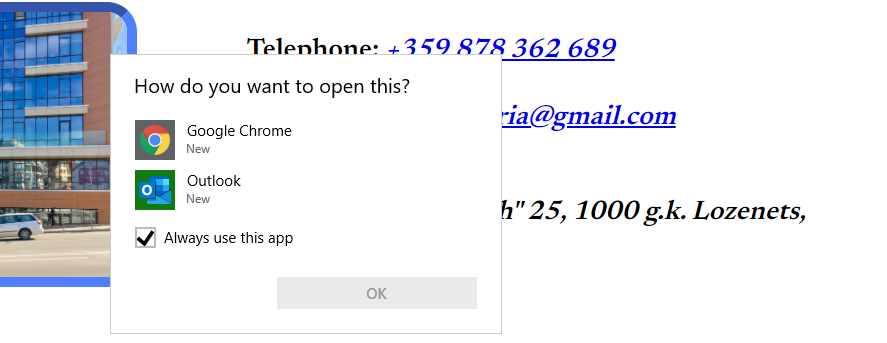 Telephone: +359 878 362 689
How do you want to open this?
Google Chrome
New
ria@gmail.com
Outlook
New
h" 25, 1000 g.k. Lozenets,
Always use this app
OK